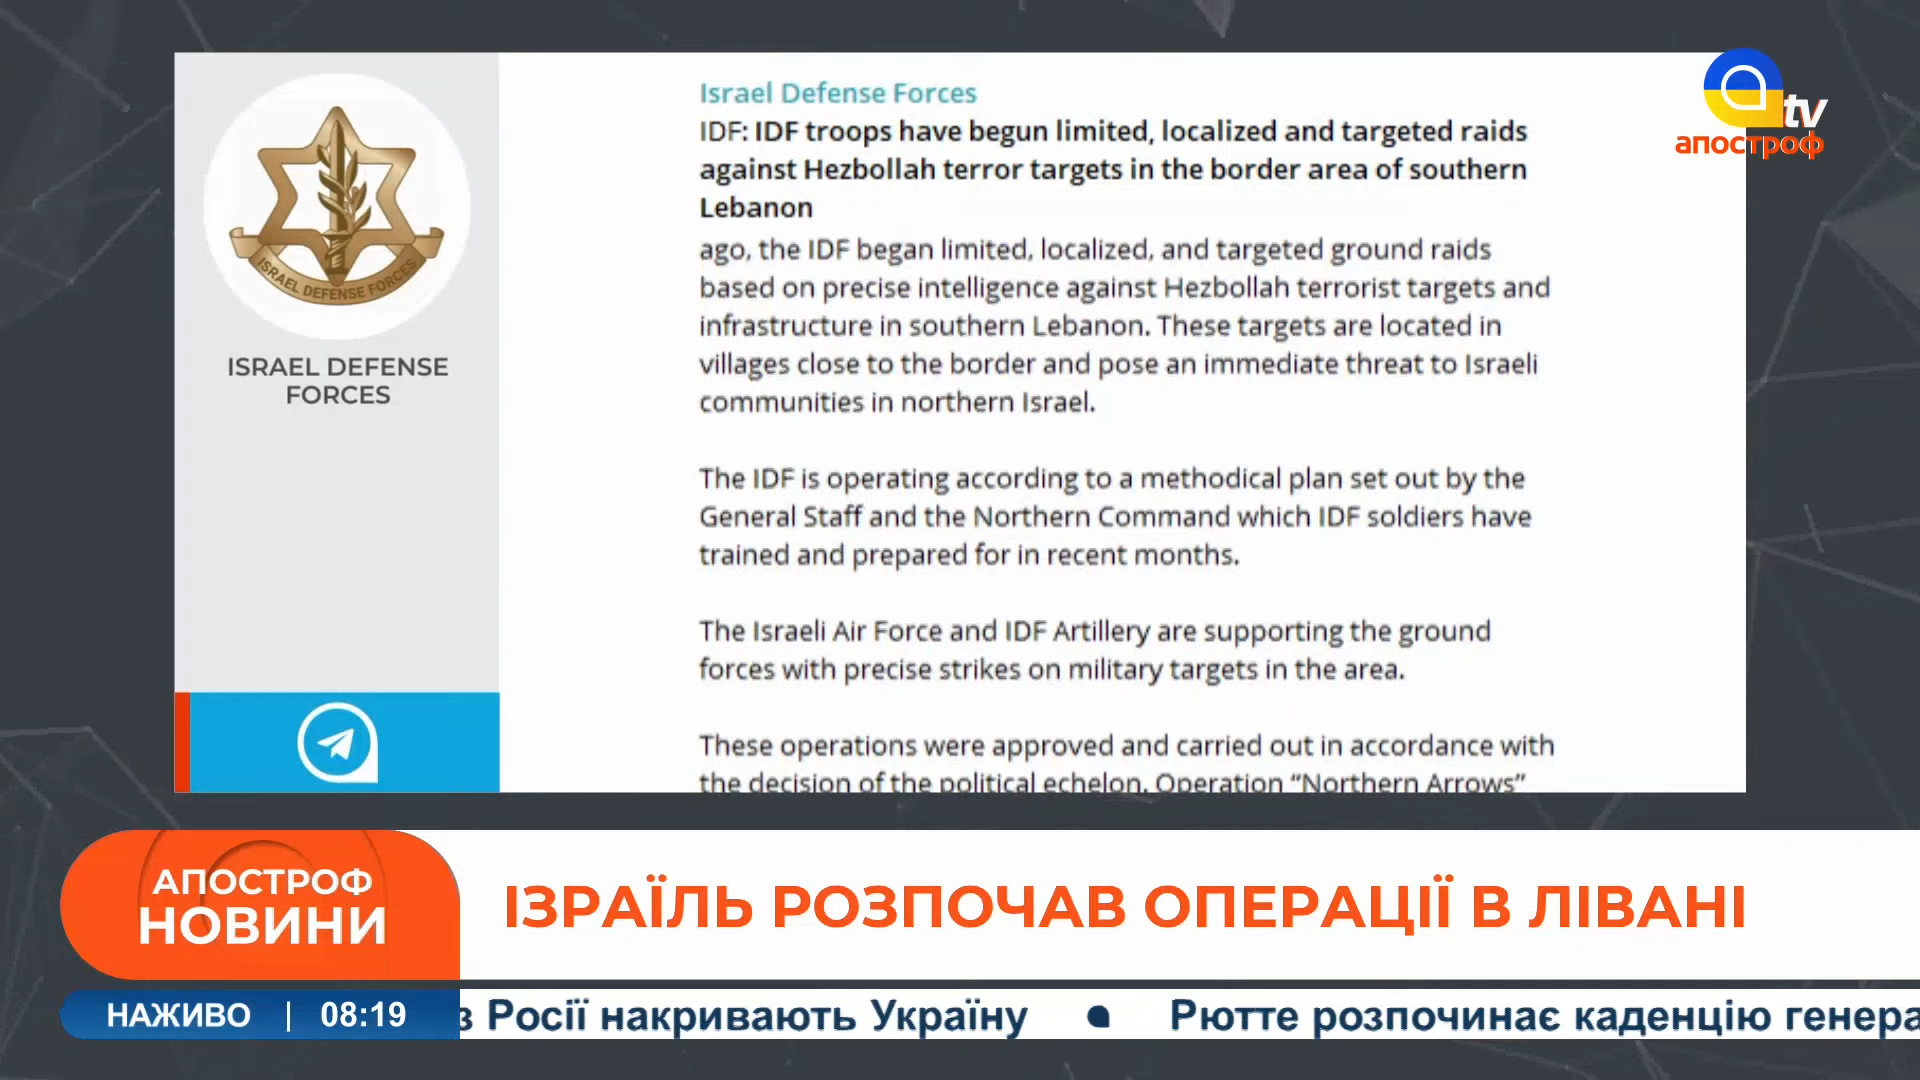 tv
апостроф
Israel Defense Forces
IDF: IDF troops have begun limited, localized and targeted raids
against Hezbollah terror targets in the border area of southern
Lebanon
ago, the IDF began limited, localized, and targeted ground raids
based on precise intelligence against Hezbollah terrorist targets and
infrastructure in southern Lebanon. These targets are located in
villages close to the border and pose an immediate threat to Israeli
communities in northern Israel.
The IDF is operating according to a methodical plan set out by the
General Staff and the Northern Command which IDF soldiers have
trained and prepared for in recent months.
The Israeli Air Force and IDF Artillery are supporting the ground
forces with precise strikes on military targets in the area.
These operations were approved and carried out in accordance with
the decision of the political echelon. Operation “Northern Arrows”
ISRAEL DEFENSE FORCES
ISRAEL DEFENSE
FORCES
АПОСТРОФ
НОВИНИ
ІЗРАЇЛЬ РОЗПОЧАВ ОПЕРАЦІЇ В ЛІВАНІ
НАЖИВО | 08:19
з Росії накривають Україну • Рютте розпочинає каденцію генера